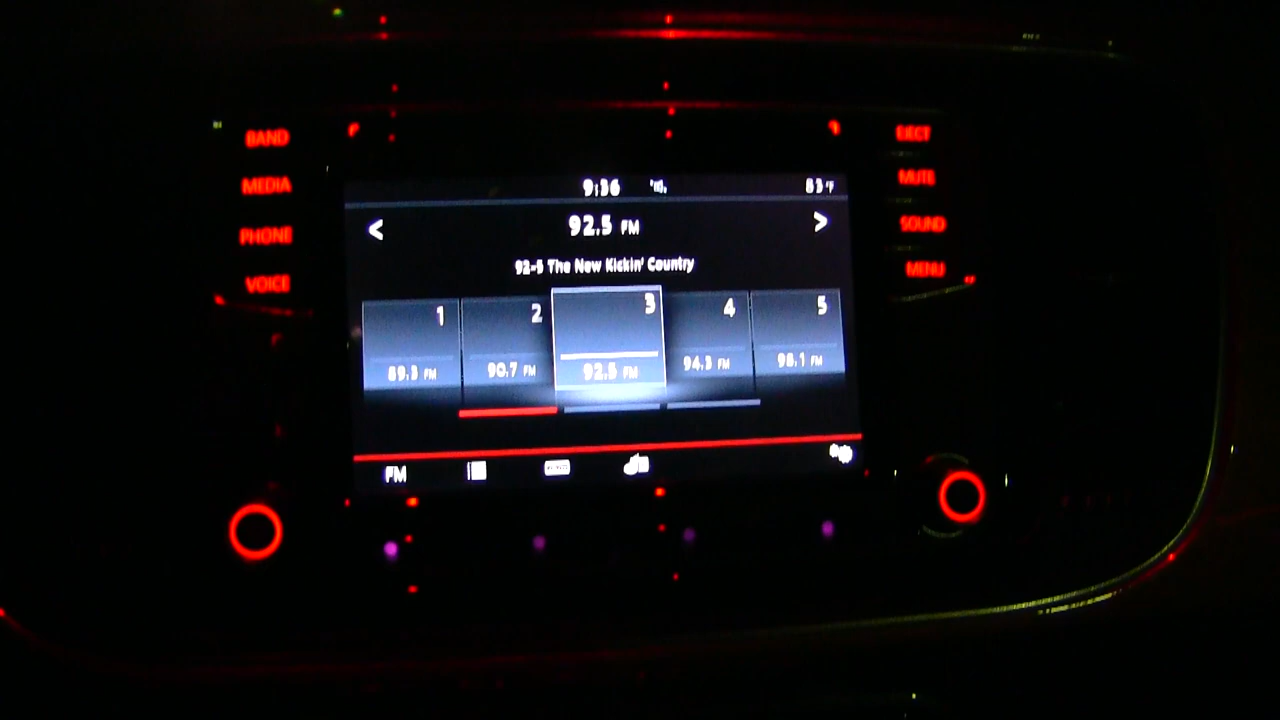 BAND
MEDIA
PHONE
VOICE
EJECT
MUTE
SOUND
MENU
9:36 83°F
< 92.5 FM >
92-5 The New Kickin' Country
1 2 3 4 5
89.3 FM 90.7 FM 92.5 FM 94.3 FM 98.1 FM
FM